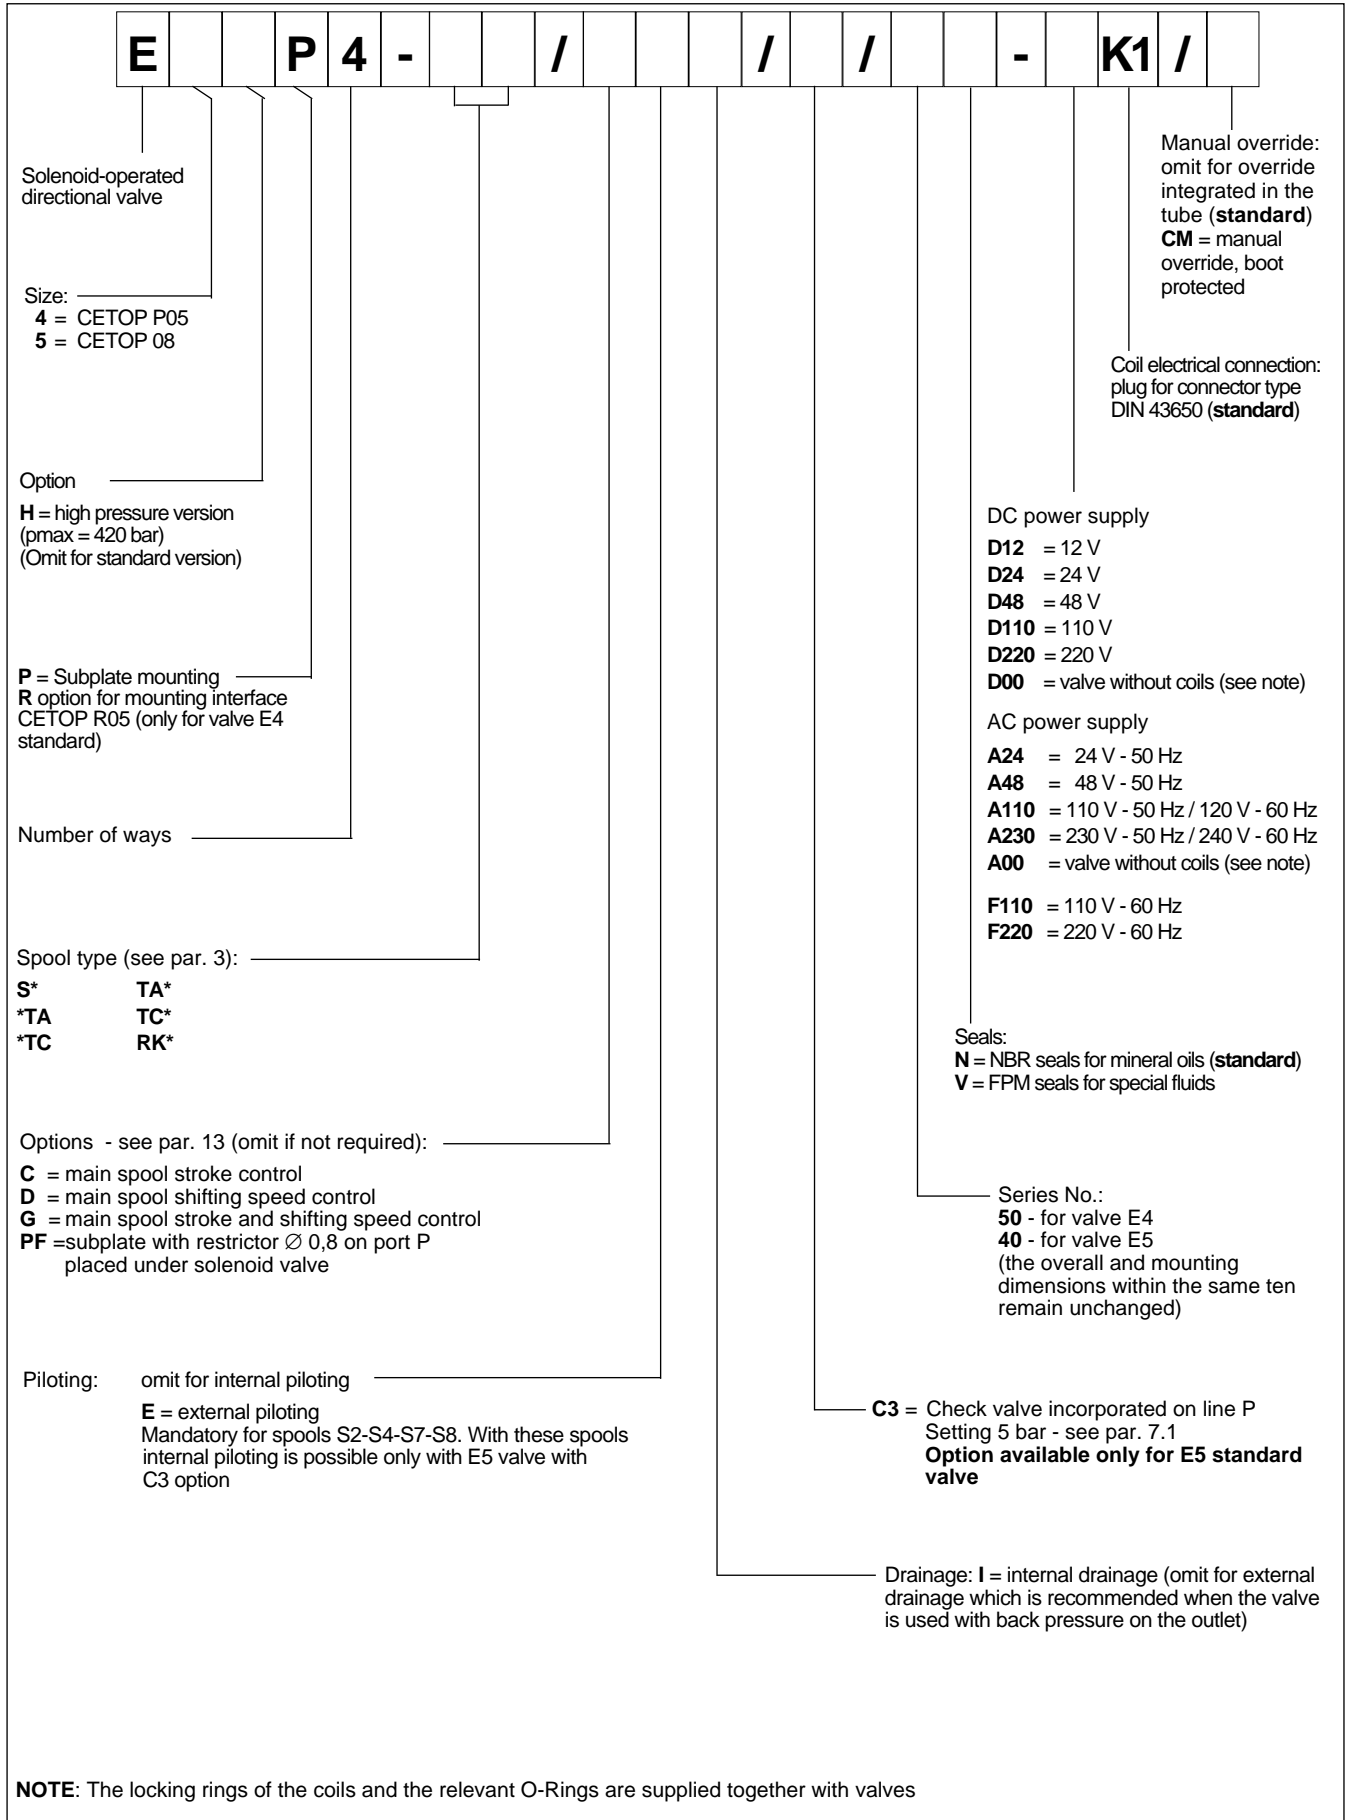 E P 4 - / / / - K1 /
Solenoid-operated
directional valve
Size:
4 = CETOP P05
5 = CETOP 08
Option
H = high pressure version
(pmax = 420 bar)
(Omit for standard version)
P = Subplate mounting
R option for mounting interface
CETOP R05 (only for valve E4
standard)
Number of ways
Spool type (see par. 3):
S* TA*
*TA TC*
*TC RK*
Options - see par. 13 (omit if not required):
C = main spool stroke control
D = main spool shifting speed control
G = main spool stroke and shifting speed control
PF =subplate with restrictor ∅ 0,8 on port P
placed under solenoid valve
Piloting: omit for internal piloting
E = external piloting
Mandatory for spools S2-S4-S7-S8. With these spools
internal piloting is possible only with E5 valve with
C3 option
Manual override:
omit for override
integrated in the
tube (standard)
CM = manual
override, boot
protected
Coil electrical connection:
plug for connector type
DIN 43650 (standard)
DC power supply
D12 = 12 V
D24 = 24 V
D48 = 48 V
D110 = 110 V
D220 = 220 V
D00 = valve without coils (see note)
AC power supply
A24 = 24 V - 50 Hz
A48 = 48 V - 50 Hz
A110 = 110 V - 50 Hz / 120 V - 60 Hz
A230 = 230 V - 50 Hz / 240 V - 60 Hz
A00 = valve without coils (see note)
F110 = 110 V - 60 Hz
F220 = 220 V - 60 Hz
Seals:
N = NBR seals for mineral oils (standard)
V = FPM seals for special fluids
Series No.:
50 - for valve E4
40 - for valve E5
(the overall and mounting
dimensions within the same ten
remain unchanged)
C3 = Check valve incorporated on line P
Setting 5 bar - see par. 7.1
Option available only for E5 standard
valve
Drainage: I = internal drainage (omit for external
drainage which is recommended when the valve
is used with back pressure on the outlet)
NOTE: The locking rings of the coils and the relevant O-Rings are supplied together with valves